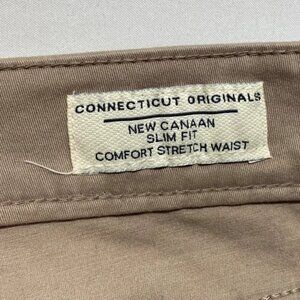 CONNECTICUT ORIGINALS
NEW CANAAN
SLIM FIT
COMFORT STRETCH WAIST